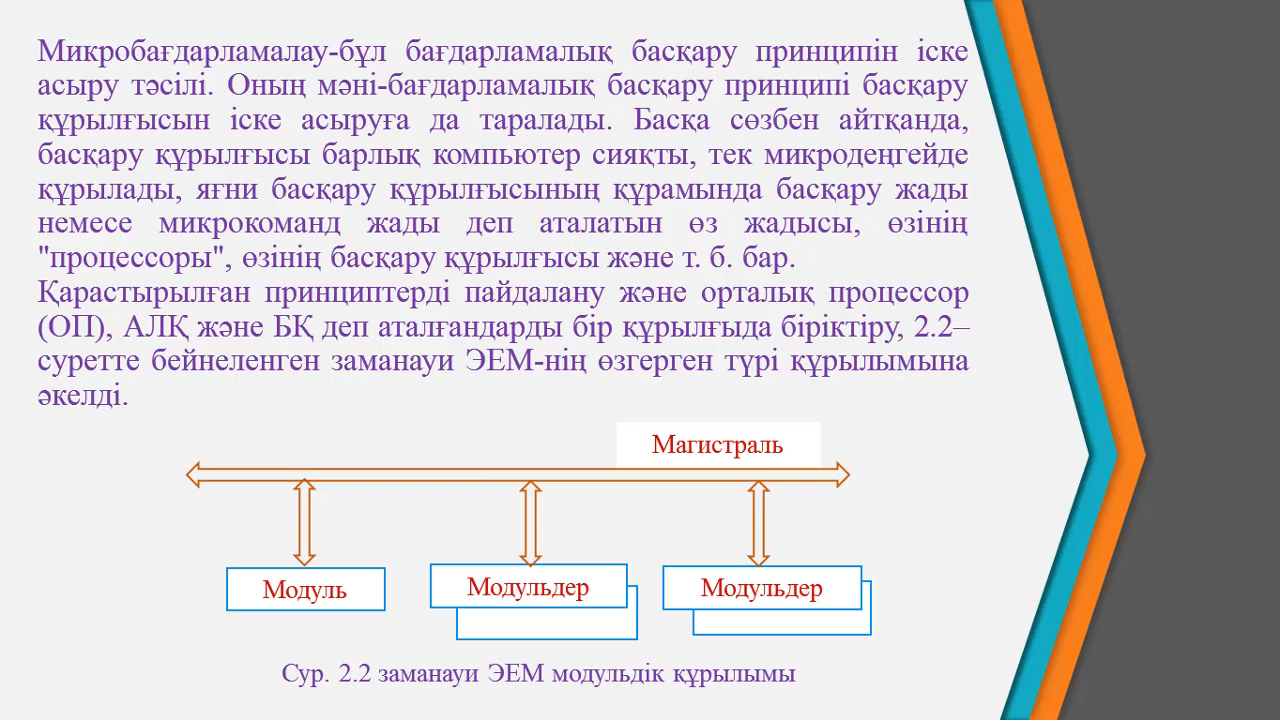 Микробағдарламалау-бұл бағдарламалық басқару принципін іске
асыру тәсілі. Оның мәні-бағдарламалық басқару принципі басқару
құрылғысын іске асыруға да таралады. Басқа сөзбен айтқанда,
басқару құрылғысы барлық компьютер сияқты, тек микродеңгейде
құрылады, яғни басқару құрылғысының құрамында басқару жады
немесе микрокоманд жады деп аталатын өз жадысы, өзінің
"процессоры", өзінің басқару құрылғысы және т. б. бар.
Қарастырылған принциптерді пайдалану және орталық процессор
(ОП), АЛҚ және БҚ деп аталғандарды бір құрылғыда біріктіру, 2.2–
суретте бейнеленген заманауи ЭЕМ-нің өзгерген түрі құрылымына
әкелді.
Магистраль
Модуль
Модульдер
Модульдер
Сур. 2.2 заманауи ЭЕМ модульдік құрылымы